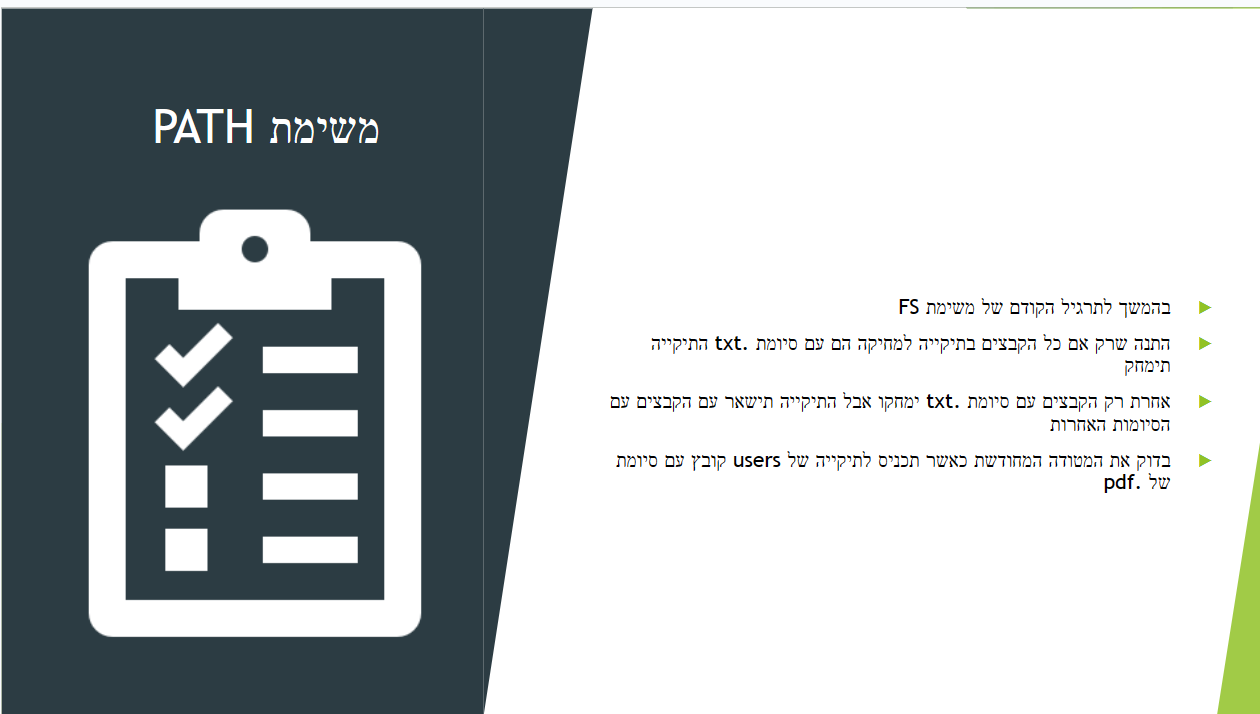 משימת PATH
בהמשך לתרגיל הקודם של משימת FS
התנה שרק אם כל הקבצים בתיקייה למחיקה הם עם סיומת .txt התיקייה
תימחק
אחרת רק הקבצים עם סיומת .txt ימחקו אבל התיקייה תישאר עם הקבצים עם
הסיומות האחרות
בדוק את המטודה המחודשת כאשר תכניס לתיקייה של users קובץ עם סיומת
של .pdf